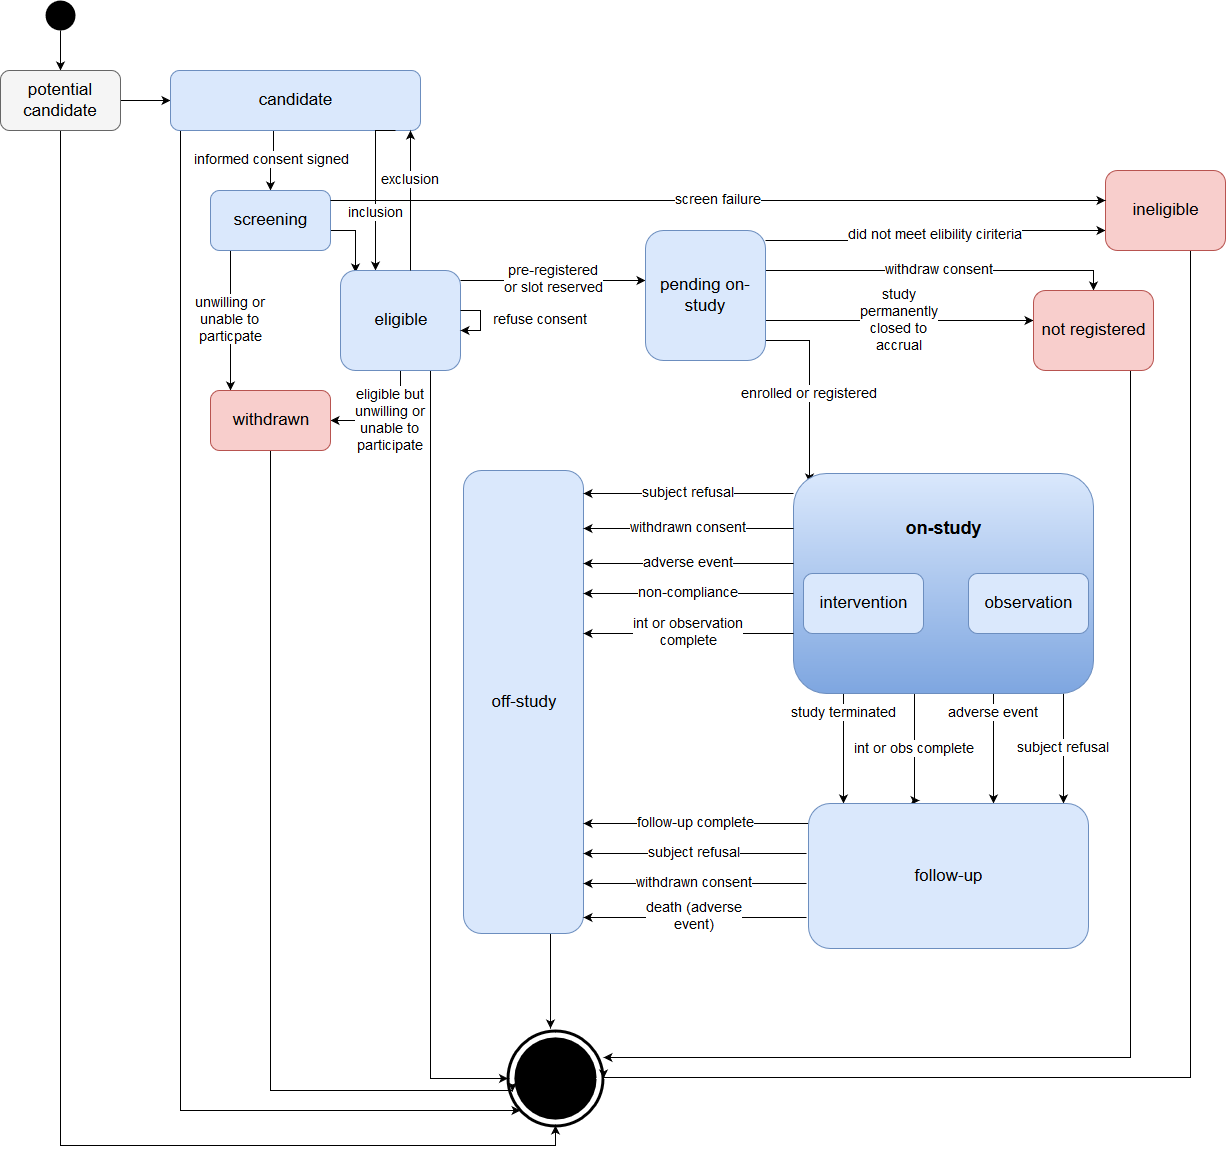 potential
candidate
candidate
informed consent signed
exclusion
screening
inclusion
screen failure
ineligible
did not meet elibility ciriteria
pending on-
study
pre-registered
or slot reserved
withdraw consent
eligible
refuse consent
study
permanently
closed to
accrual
not registered
unwilling or
unable to
particpate
enrolled or registered
withdrawn
eligible but
unwilling or
unable to
participate
subject refusal
withdrawn consent
adverse event
non-compliance
int or observation
complete
on-study
intervention
observation
off-study
study terminated
int or obs complete
adverse event
subject refusal
follow-up complete
subject refusal
withdrawn consent
death (adverse
event)
follow-up